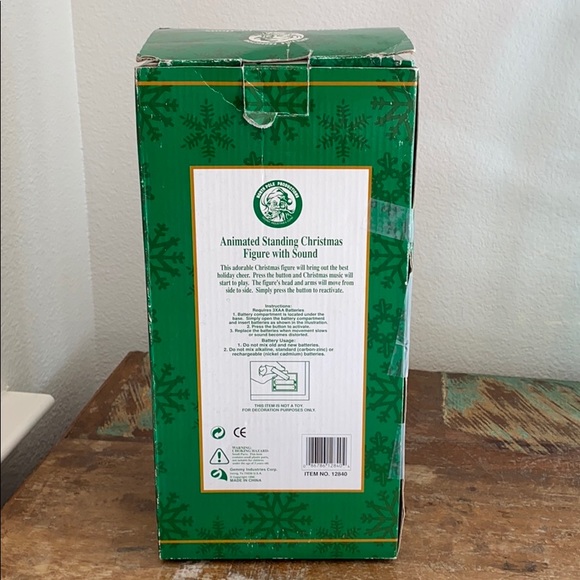 NORTH POLE PRODUCTIONS
Animated Standing Christmas
Figure with Sound
This adorable Christmas figure will bring out the best
holiday cheer. Press the button and Christmas music will
start to play. The figure's head and arms will move from
side to side. Simply press the button to reactivate.
Instructions:
Requires 3XAA Batteries
1. Battery compartment is located under the
base. Simply open the battery compartment
and insert batteries as shown in the illustration.
2. Press the button to activate.
3. Replace the batteries when movement slows
or sound becomes distorted.
Battery Usage:
1. Do not mix old and new batteries.
2. Do not mix alkaline, standard (carbon-zinc) or
rechargeable (nickel cadmium) batteries.
THIS ITEM IS NOT A TOY.
FOR DECORATION PURPOSES ONLY.
CE
WARNING:
CHOKING HAZARD
Industries Corp.
MADE IN CHINA
ITEM NO. 12840